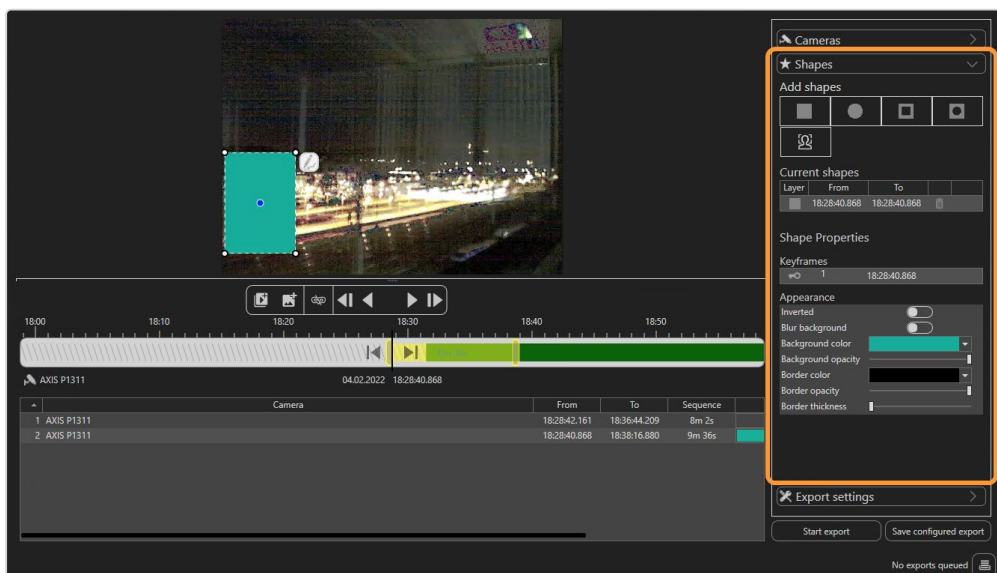 Cameras
Shapes
Add shapes
Current shapes
Layer From To
18:28:40.868 18:28:40.868
Shape Properties
Keyframes
1 18:28:40.868
Appearance
Inverted
Blur background
Background color
Background opacity
Border color
Border opacity
Border thickness
18:00 18:10 18:20 18:30 18:40 18:50
AXIS P1311 04.02.2022 18:28:40.868
Camera From To Sequence
1 AXIS P1311 18:28:42.161 18:36:44.209 8m 2s
2 AXIS P1311 18:28:40.868 18:38:16.880 9m 36s
Export settings
Start export Save configured export
No exports queued